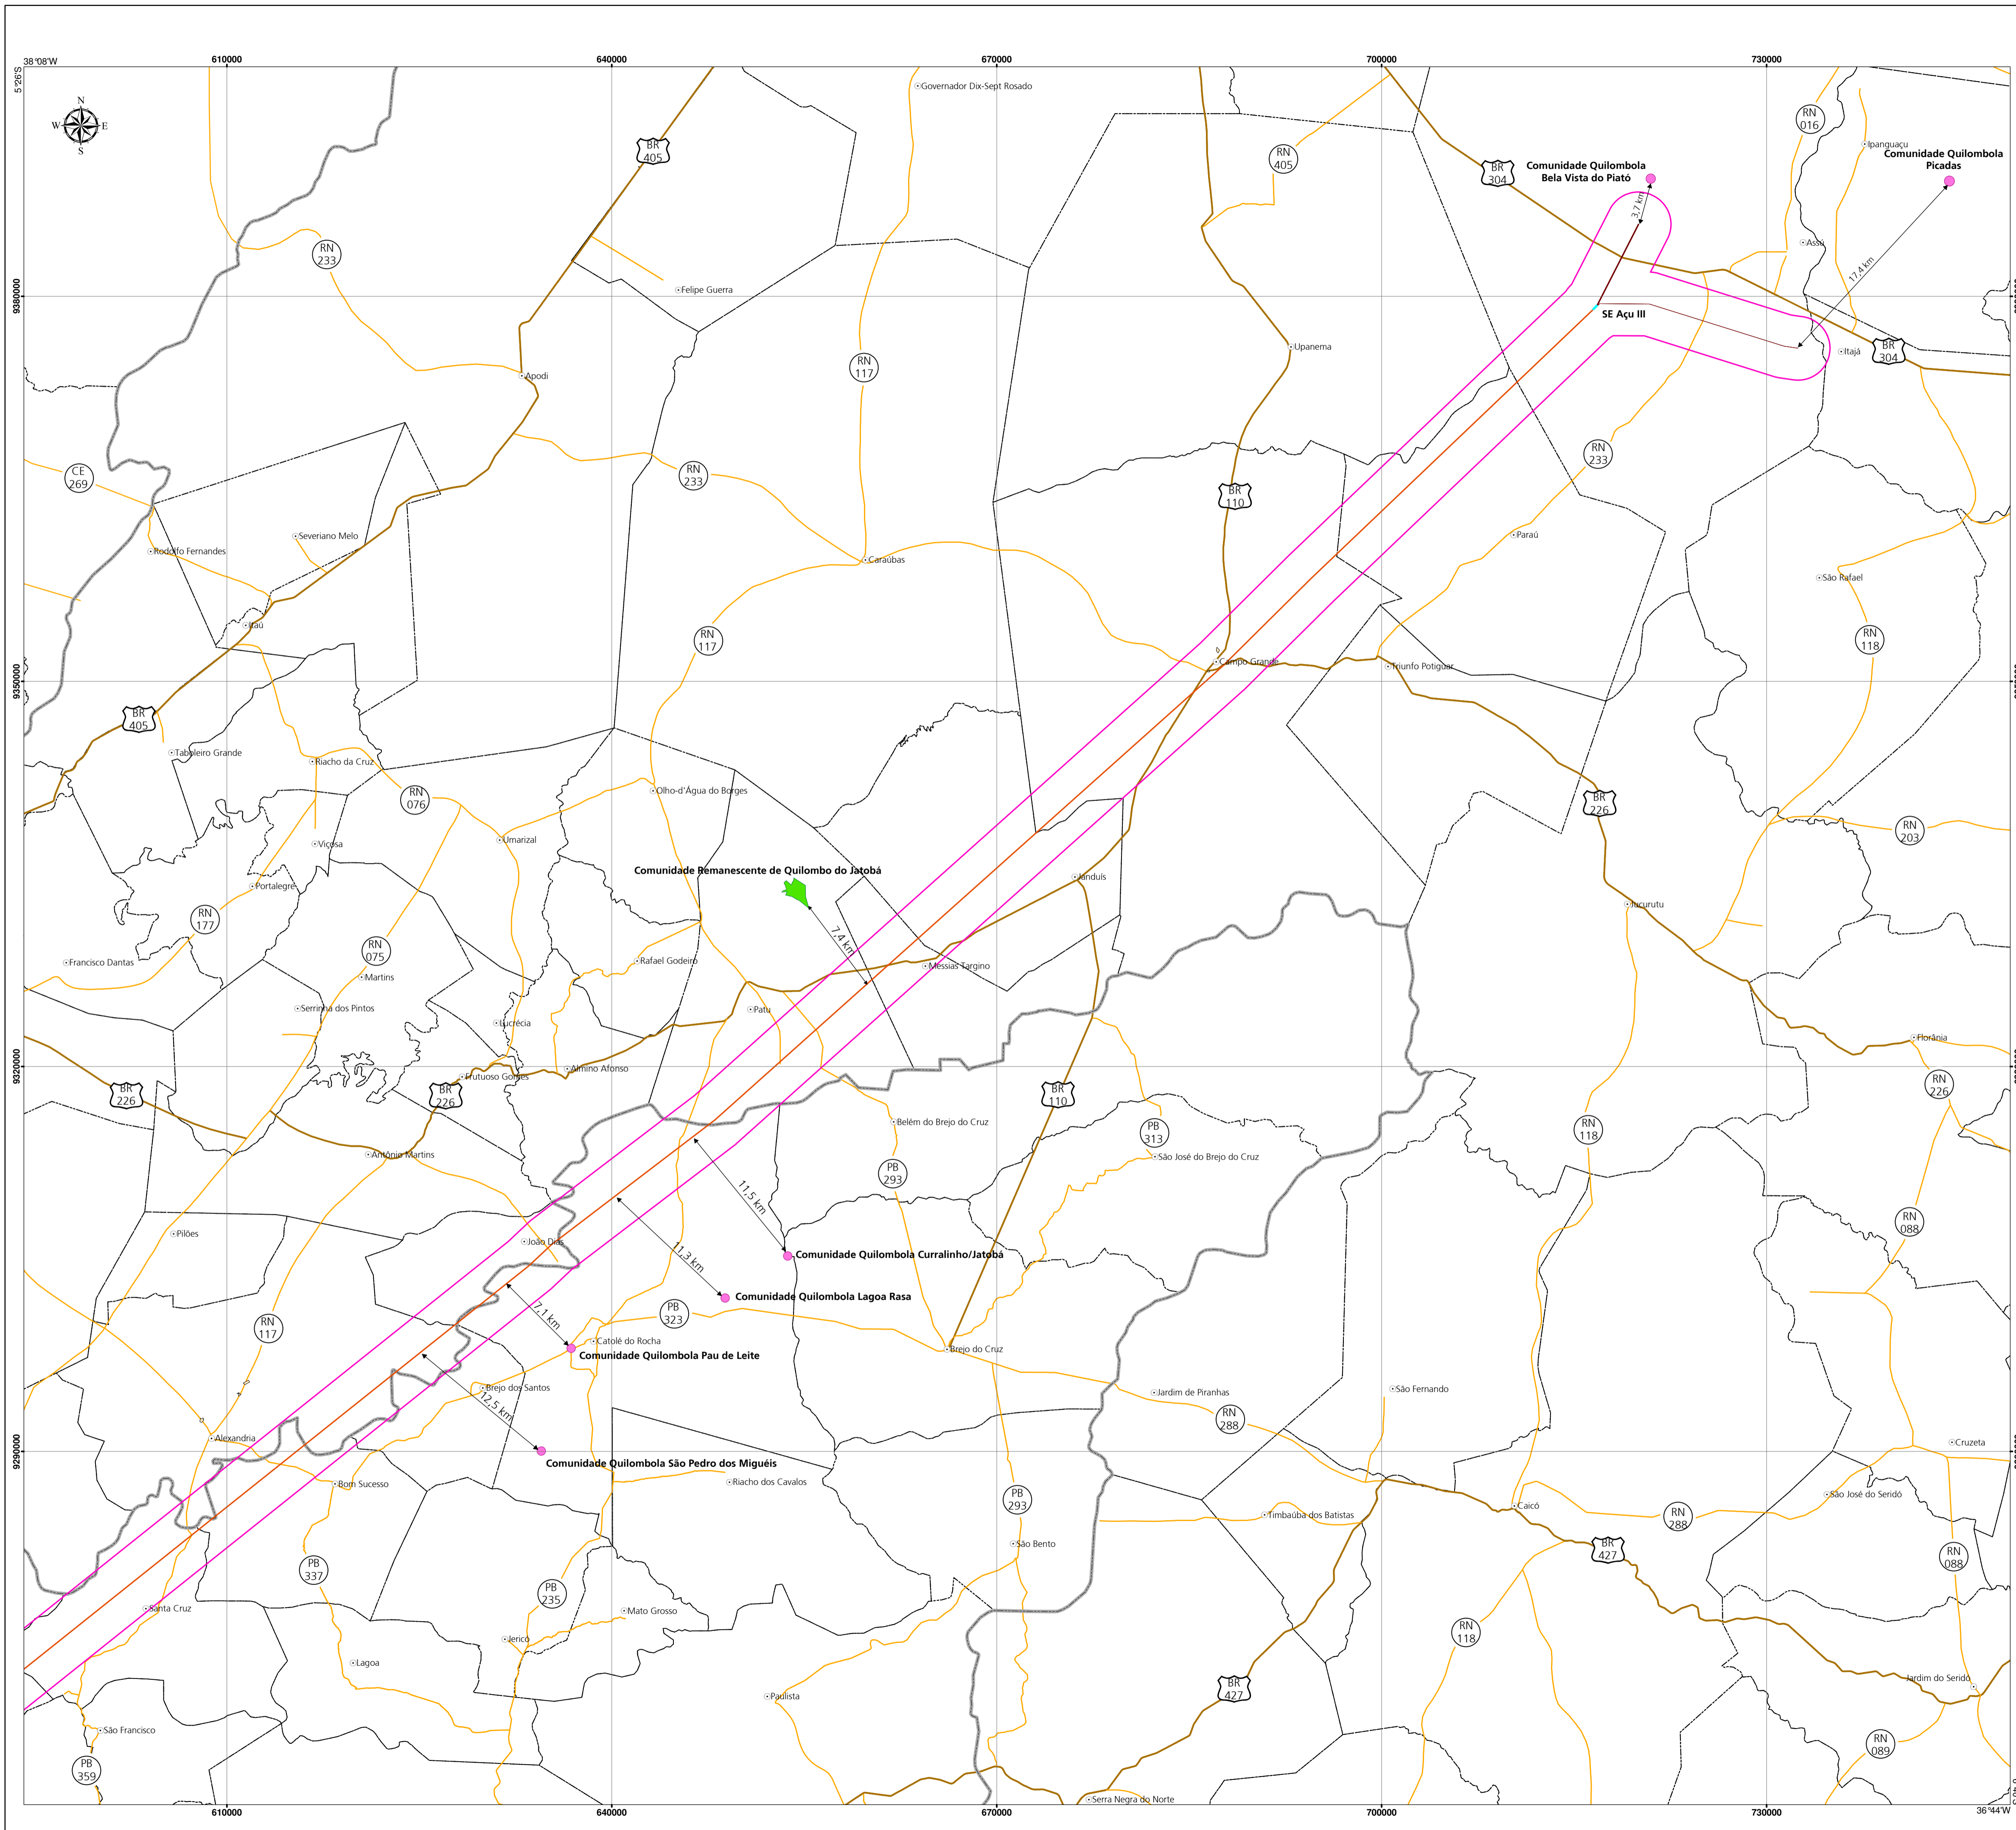 610000
640000
670000
700000
730000
38°08'W
5°26'S
N
W
E
S
Governador Dix-Sept Rosado
RN
016
Ipanguaçu
BR
405
RN
405
BR
304
Comunidade Quilombola
Bela Vista do Piató
Comunidade Quilombola
Picadas
3,7 km
RN
233
Assú
17,4 km
Felipe Guerra
9380000
SE Açu III
Upanema
Itajá
BR
304
RN
117
Apodi
CE
269
RN
233
RN
233
BR
110
Rodolfo Fernandes
Severiano Melo
Paraú
Caraúbas
São Rafael
Itaú
RN
117
RN
118
Campo Grande
Triunfo Potiguar
9350000
BR
405
Taboleiro Grande
Riacho da Cruz
RN
076
Olho-d'Água do Borges
BR
226
RN
203
Viçosa
Umarizal
Comunidade Remanescente de Quilombo do Jatobá
Janduís
Portalegre
RN
177
Jucurutu
7,4 km
RN
075
Francisco Dantas
Martins
Rafael Godeiro
Messias Targino
Serrinha dos Pintos
Lucrécia
Patu
Florânia
9320000
Almino Afonso
Frutuoso Gomes
BR
226
BR
226
BR
110
RN
226
Belém do Brejo do Cruz
PB
313
RN
118
Antônio Martins
São José do Brejo do Cruz
PB
293
11,5 km
RN
088
Pilões
João Dias
11,3 km
Comunidade Quilombola Curralinho/Jatobá
Comunidade Quilombola Lagoa Rasa
7,1 km
PB
323
RN
117
Catolé do Rocha
Comunidade Quilombola Pau de Leite
Brejo do Cruz
Brejo dos Santos
12,5 km
Jardim de Piranhas
São Fernando
RN
288
Alexandria
Cruzeta
9290000
Comunidade Quilombola São Pedro dos Miguéis
Bom Sucesso
Riacho dos Cavalos
PB
293
São José do Seridó
Caicó
Timbaúba dos Batistas
RN
288
São Bento
BR
427
RN
088
PB
337
PB
235
Santa Cruz
Mato Grosso
Jericó
RN
118
Lagoa
Jardim do Seridó
BR
427
Paulista
São Francisco
RN
089
PB
359
Serra Negra do Norte
610000
640000
670000
700000
730000
36°44'W